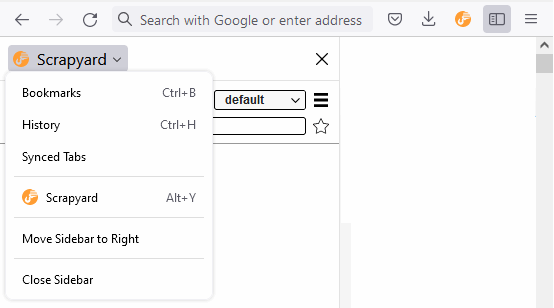 Search with Google or enter address
Scrapyard
Bookmarks Ctrl+B
default
History Ctrl+H
Synced Tabs
Scrapyard Alt+Y
Move Sidebar to Right
Close Sidebar